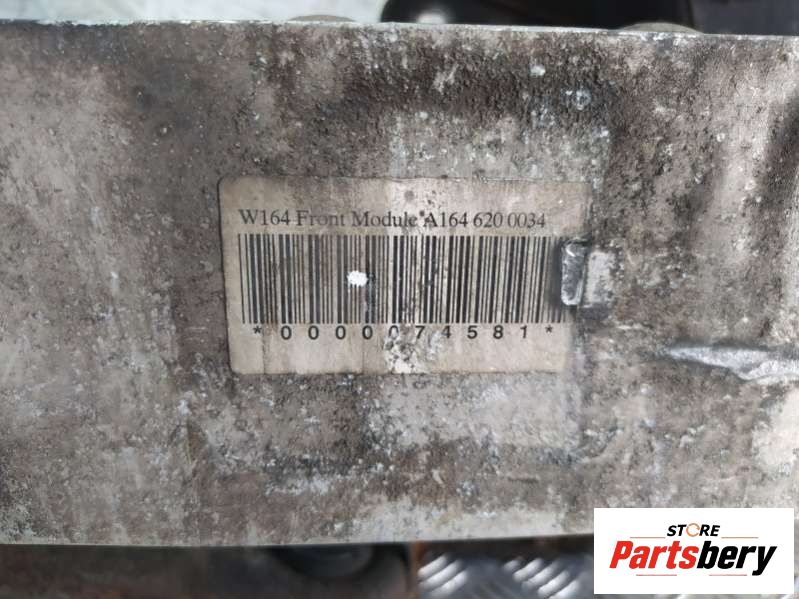 W164 Front Module A164 620 0034
*0000074581*
STORE
Partsbery